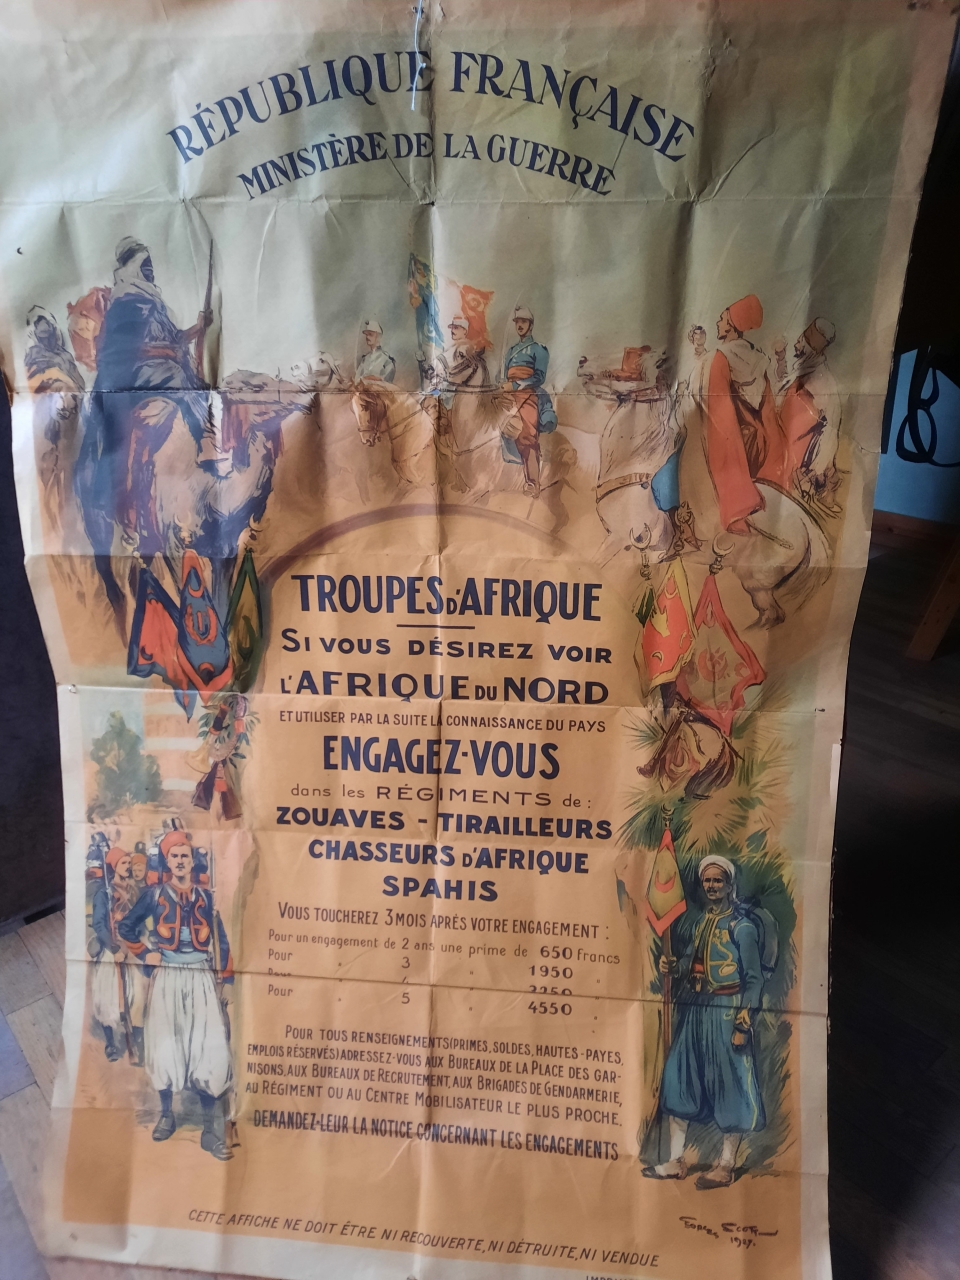 RÉPUBLIQUE FRANÇAISE
MINISTÈRE DE LA GUERRE
TROUPES D'AFRIQUE
SI VOUS DÉSIREZ VOIR
L'AFRIQUE DU NORD
ET UTILISER PAR LA SUITE LA CONNAISSANCE DU PAYS
ENGAGEZ-VOUS
dans les RÉGIMENTS de :
ZOUAVES - TIRAILLEURS
CHASSEURS D'AFRIQUE
SPAHIS
VOUS TOUCHEREZ 3 MOIS APRÈS VOTRE ENGAGEMENT :
Pour un engagement de 2 ans une prime de 650 francs
Pour " 3 " 1950 "
Pour " 4 " "
Pour " 5 " 4550 "
POUR TOUS RENSEIGNEMENTS (PRIMES, SOLDES, HAUTES-PAYES,
EMPLOIS RÉSERVÉS) ADRESSEZ-VOUS AUX BUREAUX DE LA PLACE DES GAR-
NISONS, AUX BUREAUX DE RECRUTEMENT, AUX BRIGADES DE GENDARMERIE,
AU RÉGIMENT OU AU CENTRE MOBILISATEUR LE PLUS PROCHE.
DEMANDEZ-LEUR LA NOTICE CONCERNANT LES ENGAGEMENTS
CETTE AFFICHE NE DOIT ÊTRE NI RECOUVERTE, NI DÉTRUITE, NI VENDUE
GEORGES SCOTT